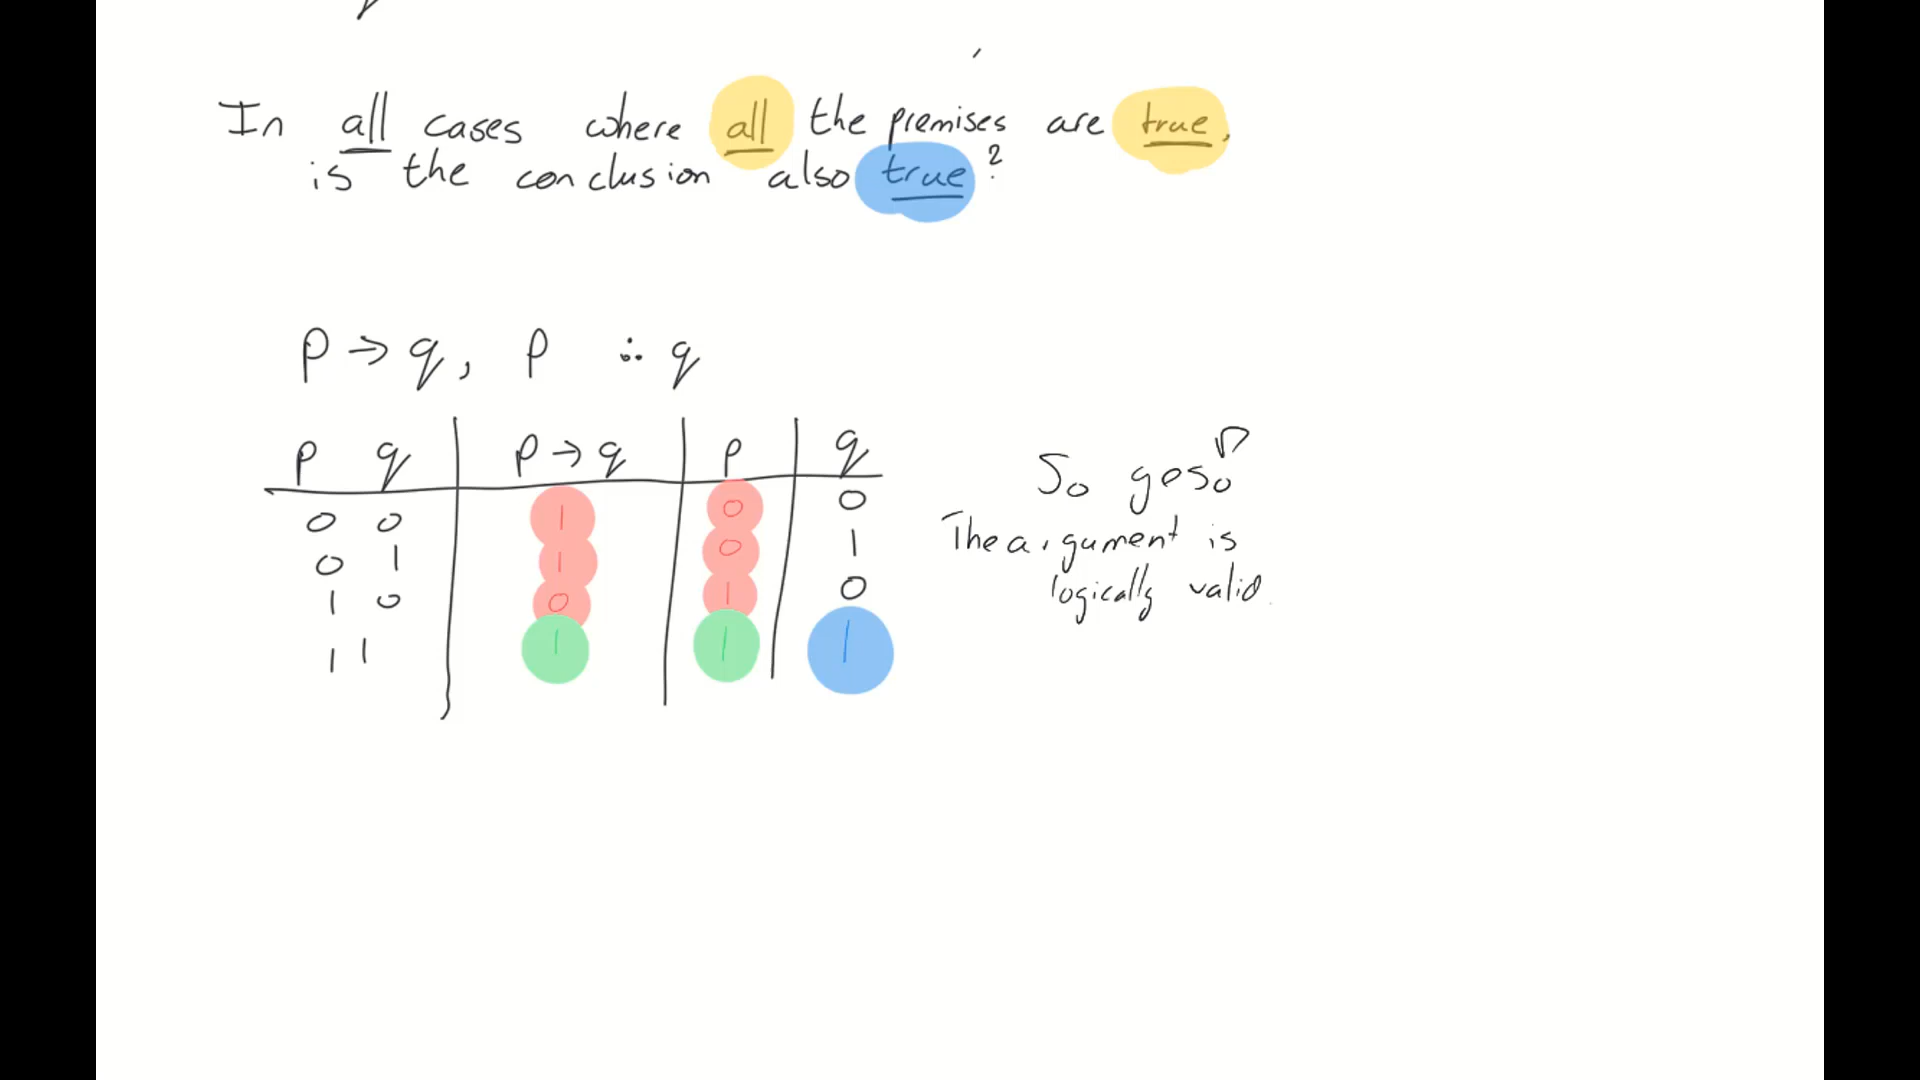 In all cases where all the premises are true,
is the conclusion also true?
p → q, p ∴ q
p q | p → q | p | q
0 0 | 1 | 0 | 0
0 1 | 1 | 0 | 1
1 0 | 0 | 1 | 0
1 1 | 1 | 1 | 1
So yes!
The argument is
logically valid.